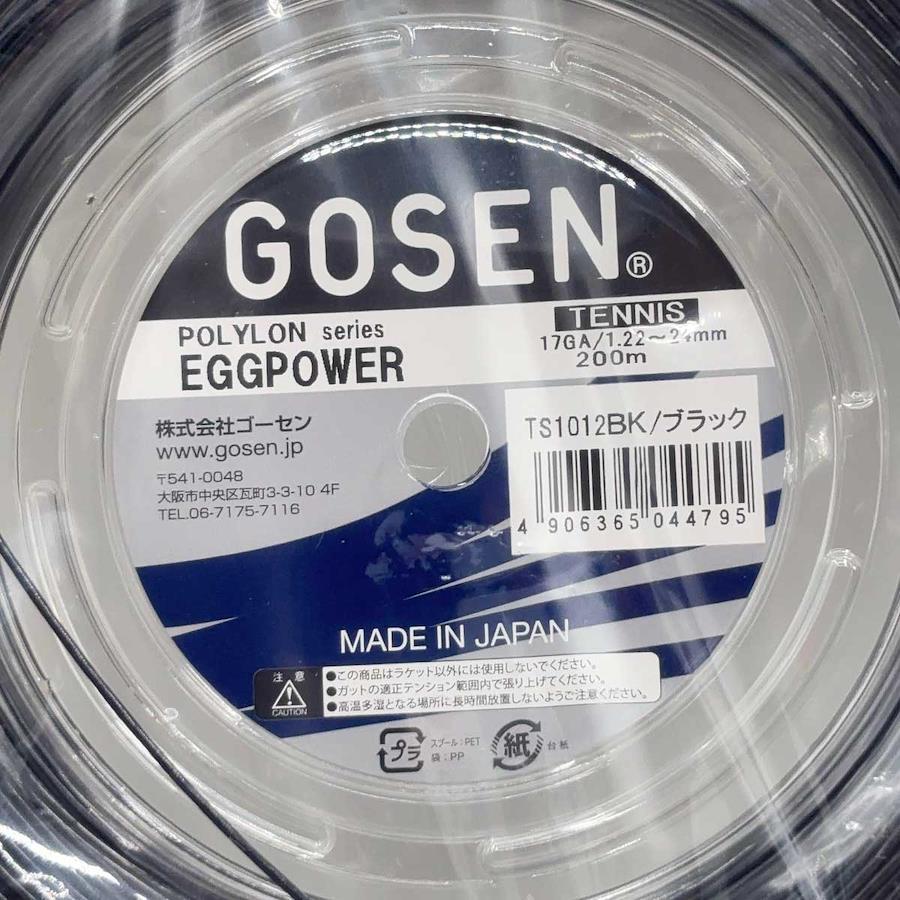 GOSEN®
POLYLON series
EGGPOWER
TENNIS
17GA/1.22～24mm
200m
株式会社ゴーセン
www.gosen.jp
〒541-0048
大阪市中央区瓦町3-3-10 4F
TEL.06-7175-7116
TS1012BK/ブラック
4 906365 044795
MADE IN JAPAN
注意
CAUTION
●この商品はラケット以外には使用しないでください。
●ガットの適正テンション範囲内で張り上げてください。
●高温多湿となる場所に長時間放置しないようご注意ください。
プラ
スプール:PET
袋:PP
紙
台紙